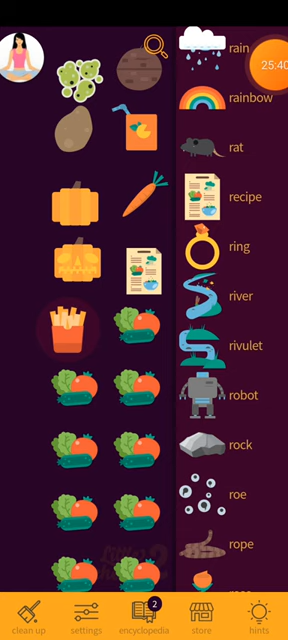 rain
25:40
rainbow
rat
recipe
ring
river
rivulet
robot
rock
roe
rope
2
clean up
settings
encyclopedia
store
hints